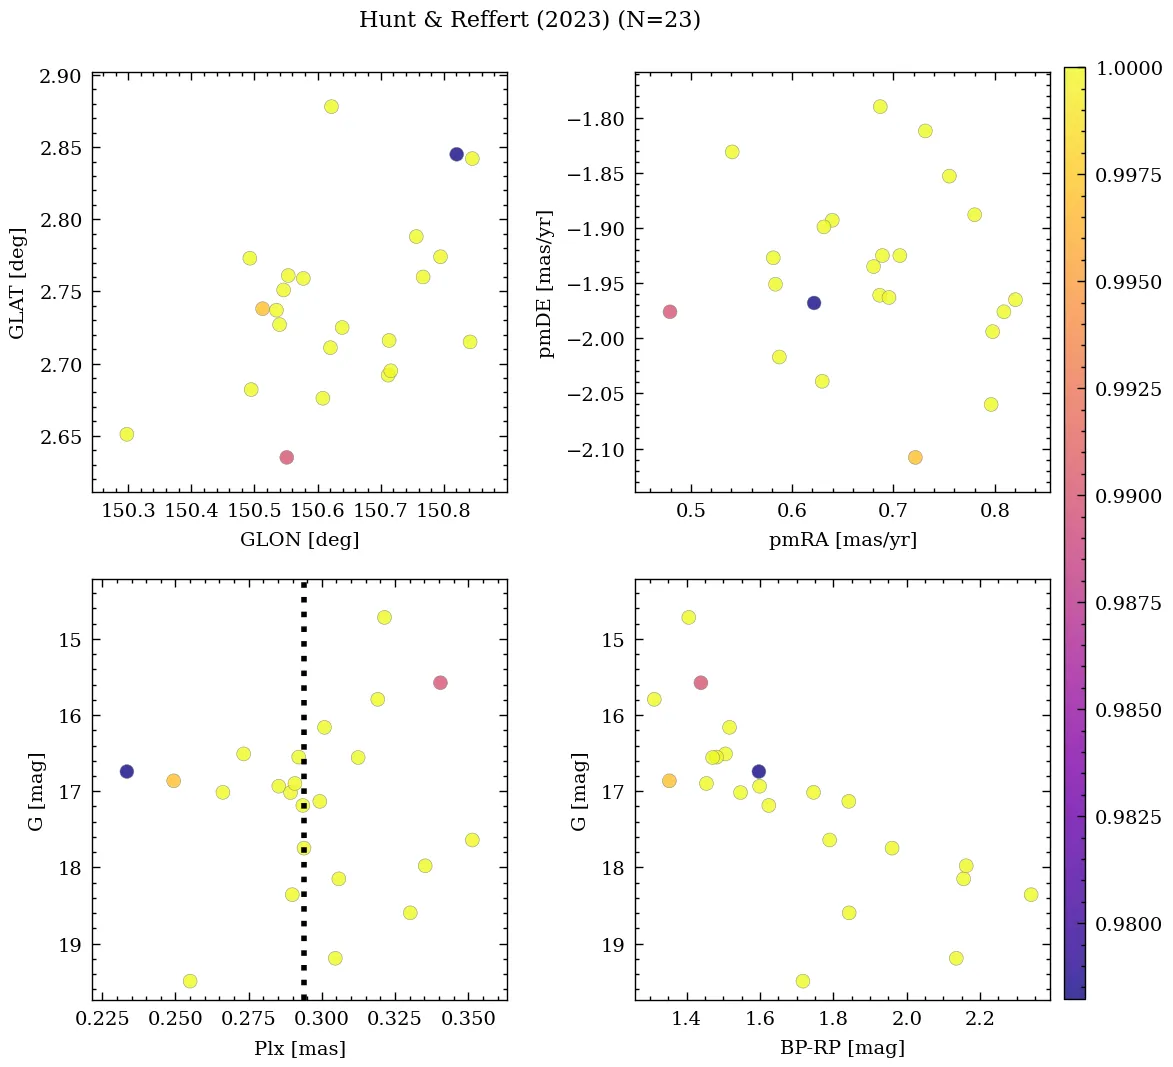 Hunt & Reffert (2023) (N=23)
2.90
2.85
2.80
2.75
2.70
2.65
GLAT [deg]
150.3 150.4 150.5 150.6 150.7 150.8
GLON [deg]
−1.80
−1.85
−1.90
−1.95
−2.00
−2.05
−2.10
pmDE [mas/yr]
0.5 0.6 0.7 0.8
pmRA [mas/yr]
15
16
17
18
19
G [mag]
0.225 0.250 0.275 0.300 0.325 0.350
Plx [mas]
15
16
17
18
19
G [mag]
1.4 1.6 1.8 2.0 2.2
BP-RP [mag]
1.0000
0.9975
0.9950
0.9925
0.9900
0.9875
0.9850
0.9825
0.9800